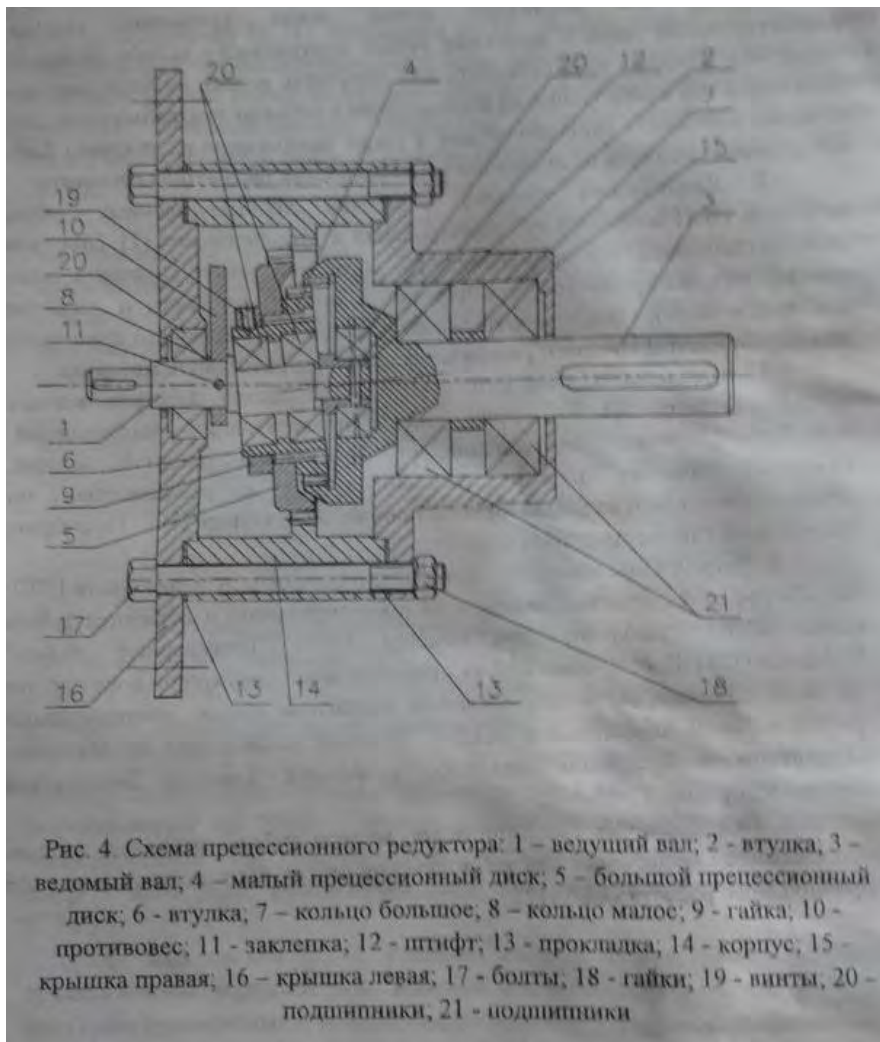 20 4 20 12 2 7 15 3
19
10
20
8
11
1
6
9
5
17
16 13 14 13 18
21
Рис. 4. Схема прецессионного редуктора: 1 – ведущий вал; 2 - втулка; 3 –
ведомый вал; 4 – малый прецессионный диск; 5 – большой прецессионный
диск; 6 - втулка; 7 – кольцо большое; 8 – кольцо малое; 9 - гайка; 10 -
противовес; 11 - заклепка; 12 - штифт; 13 - прокладка; 14 - корпус; 15 -
крышка правая; 16 – крышка левая; 17 - болты; 18 - гайки; 19 - винты; 20 -
подшипники; 21 - подшипники